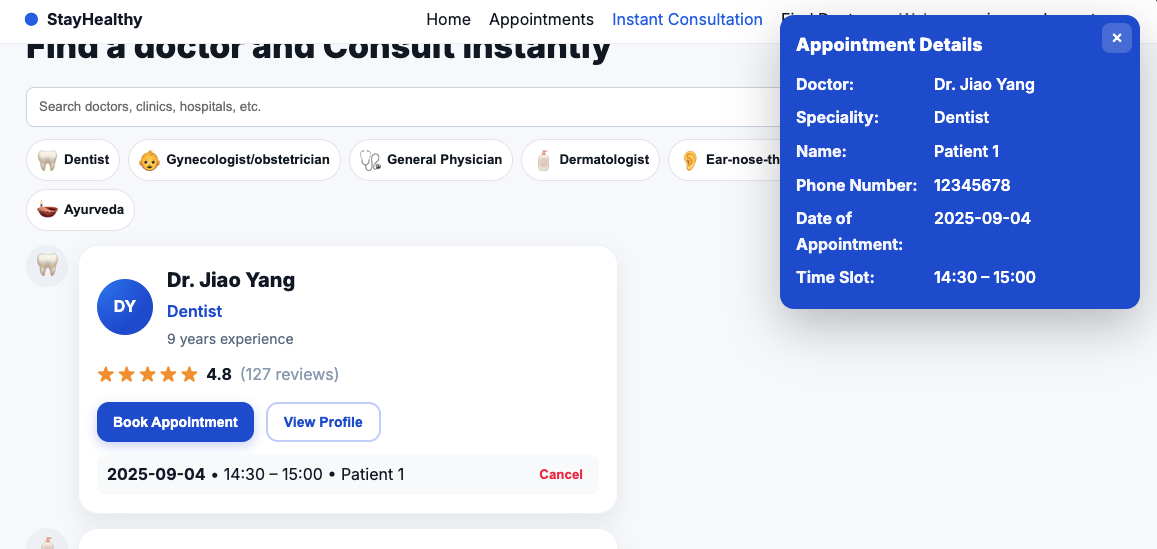 StayHealthy
Home Appointments Instant Consultation
Find a doctor and Consult instantly
Search doctors, clinics, hospitals, etc.
Dentist Gynecologist/obstetrician General Physician Dermatologist Ear-nose-th
Ayurveda
DY
Dr. Jiao Yang
Dentist
9 years experience
4.8 (127 reviews)
Book Appointment View Profile
2025-09-04 • 14:30 – 15:00 • Patient 1 Cancel
Appointment Details ×
Doctor: Dr. Jiao Yang
Speciality: Dentist
Name: Patient 1
Phone Number: 12345678
Date of 2025-09-04
Appointment:
Time Slot: 14:30 – 15:00